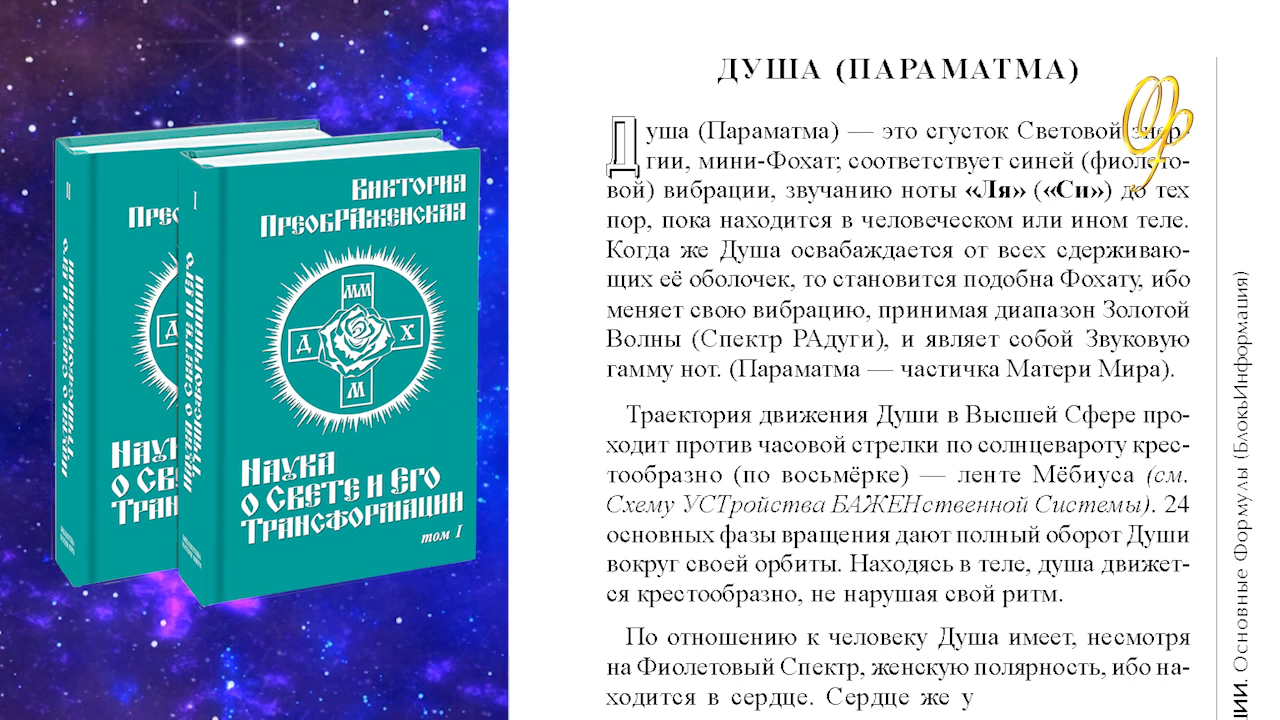 II
I
Виктория
ПреобРАженская
ММ
Д
Х
М
Наука
о Свете и Его
Трансформации
том I
Наука о Свете и Его
Трансформации
ДУША (ПАРАМАТМА)
Душа (Параматма) — это сгусток Световой энер-
гии, мини-Фохат; соответствует синей (фиолето-
вой) вибрации, звучанию ноты «Ля» («Си») до тех
пор, пока находится в человеческом или ином теле.
Когда же Душа освабаждается от всех сдерживаю-
щих её оболочек, то становится подобна Фохату, ибо
меняет свою вибрацию, принимая диапазон Золотой
Волны (Спектр РАдуги), и являет собой Звуковую
гамму нот. (Параматма — частичка Матери Мира).
Траектория движения Души в Высшей Сфере про-
ходит против часовой стрелки по солнцевароту крес-
тообразно (по восьмёрке) — ленте Мёбиуса (см.
Схему УСТройства БАЖЕНственной Системы). 24
основных фазы вращения дают полный оборот Души
вокруг своей орбиты. Находясь в теле, душа движет-
ся крестообразно, не нарушая свой ритм.
По отношению к человеку Душа имеет, несмотря
на Фиолетовый Спектр, женскую полярность, ибо на-
ходится в сердце. Сердце же у
ИИ. Основные Формулы (БлокъИнформация)